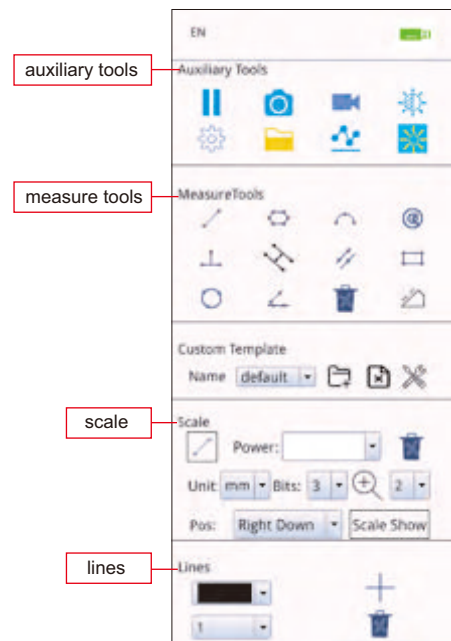 EN
auxiliary tools
Auxiliary Tools
measure tools
MeasureTools
Custom Template
Name default
scale
Scale
Power:
Unit mm Bits: 3 2
Pos: Right Down Scale Show
lines
Lines
1